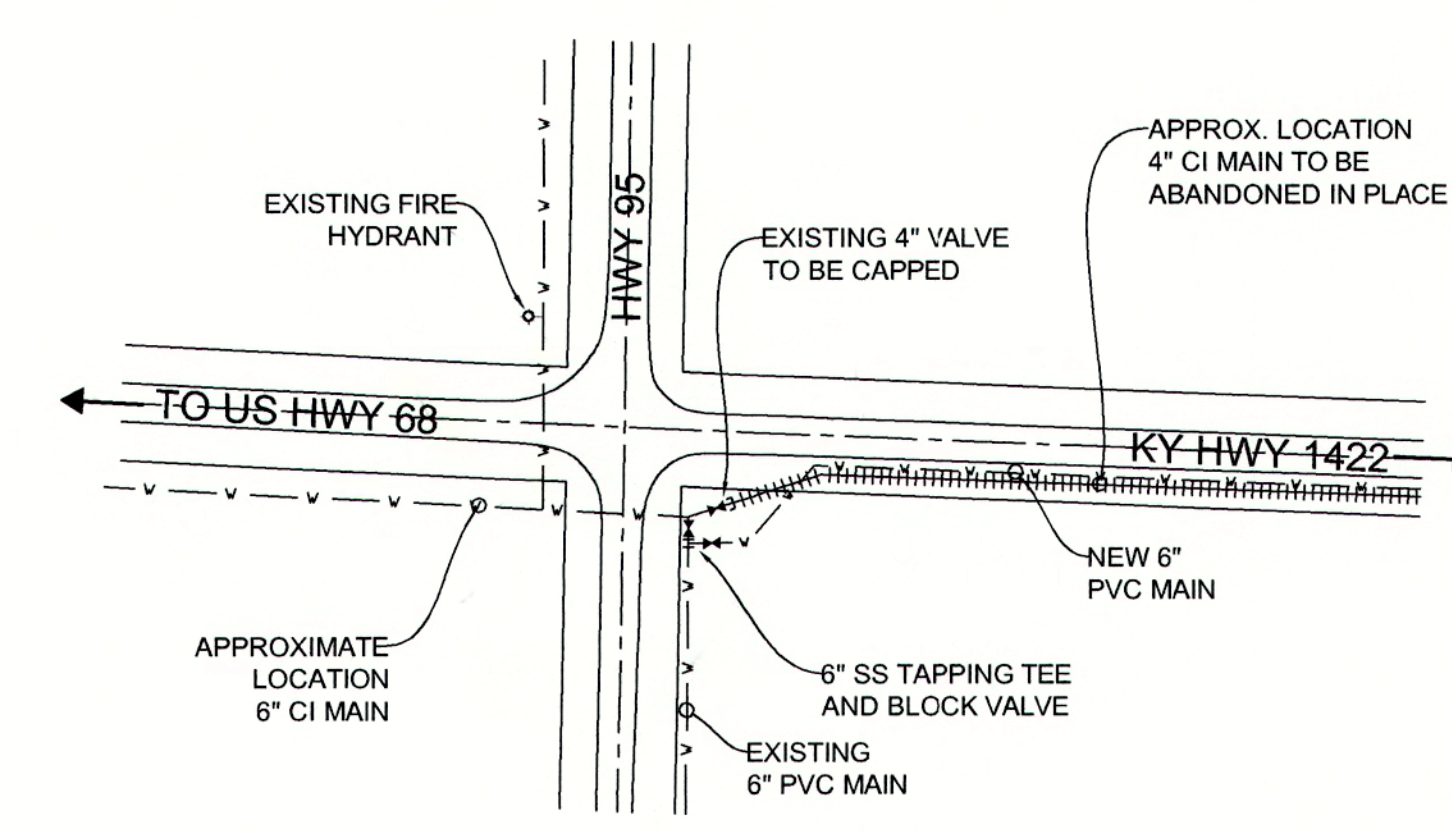 EXISTING FIRE
HYDRANT
HWY 95
APPROX. LOCATION
4" CI MAIN TO BE
ABANDONED IN PLACE
EXISTING 4" VALVE
TO BE CAPPED
TO US HWY 68
KY HWY 1422
NEW 6"
PVC MAIN
APPROXIMATE
LOCATION
6" CI MAIN
6" SS TAPPING TEE
AND BLOCK VALVE
EXISTING
6" PVC MAIN